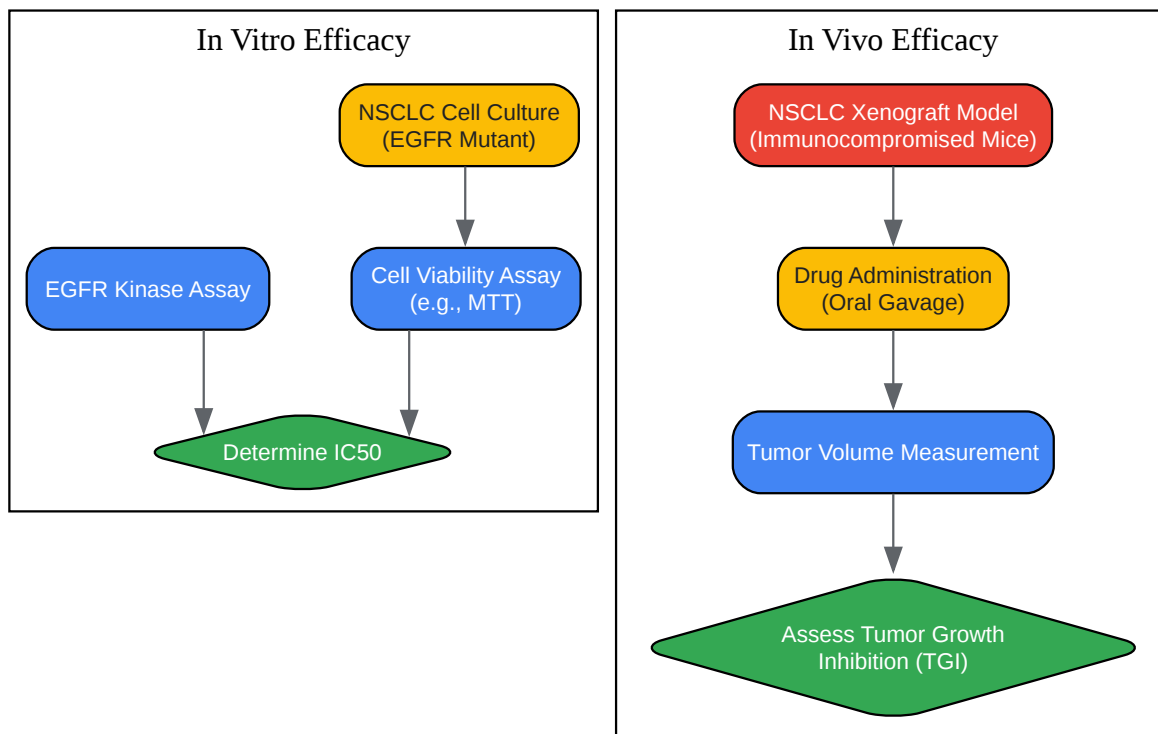 In Vitro Efficacy
NSCLC Cell Culture
(EGFR Mutant)
EGFR Kinase Assay
Cell Viability Assay
(e.g., MTT)
Determine IC50
In Vivo Efficacy
NSCLC Xenograft Model
(Immunocompromised Mice)
Drug Administration
(Oral Gavage)
Tumor Volume Measurement
Assess Tumor Growth
Inhibition (TGI)